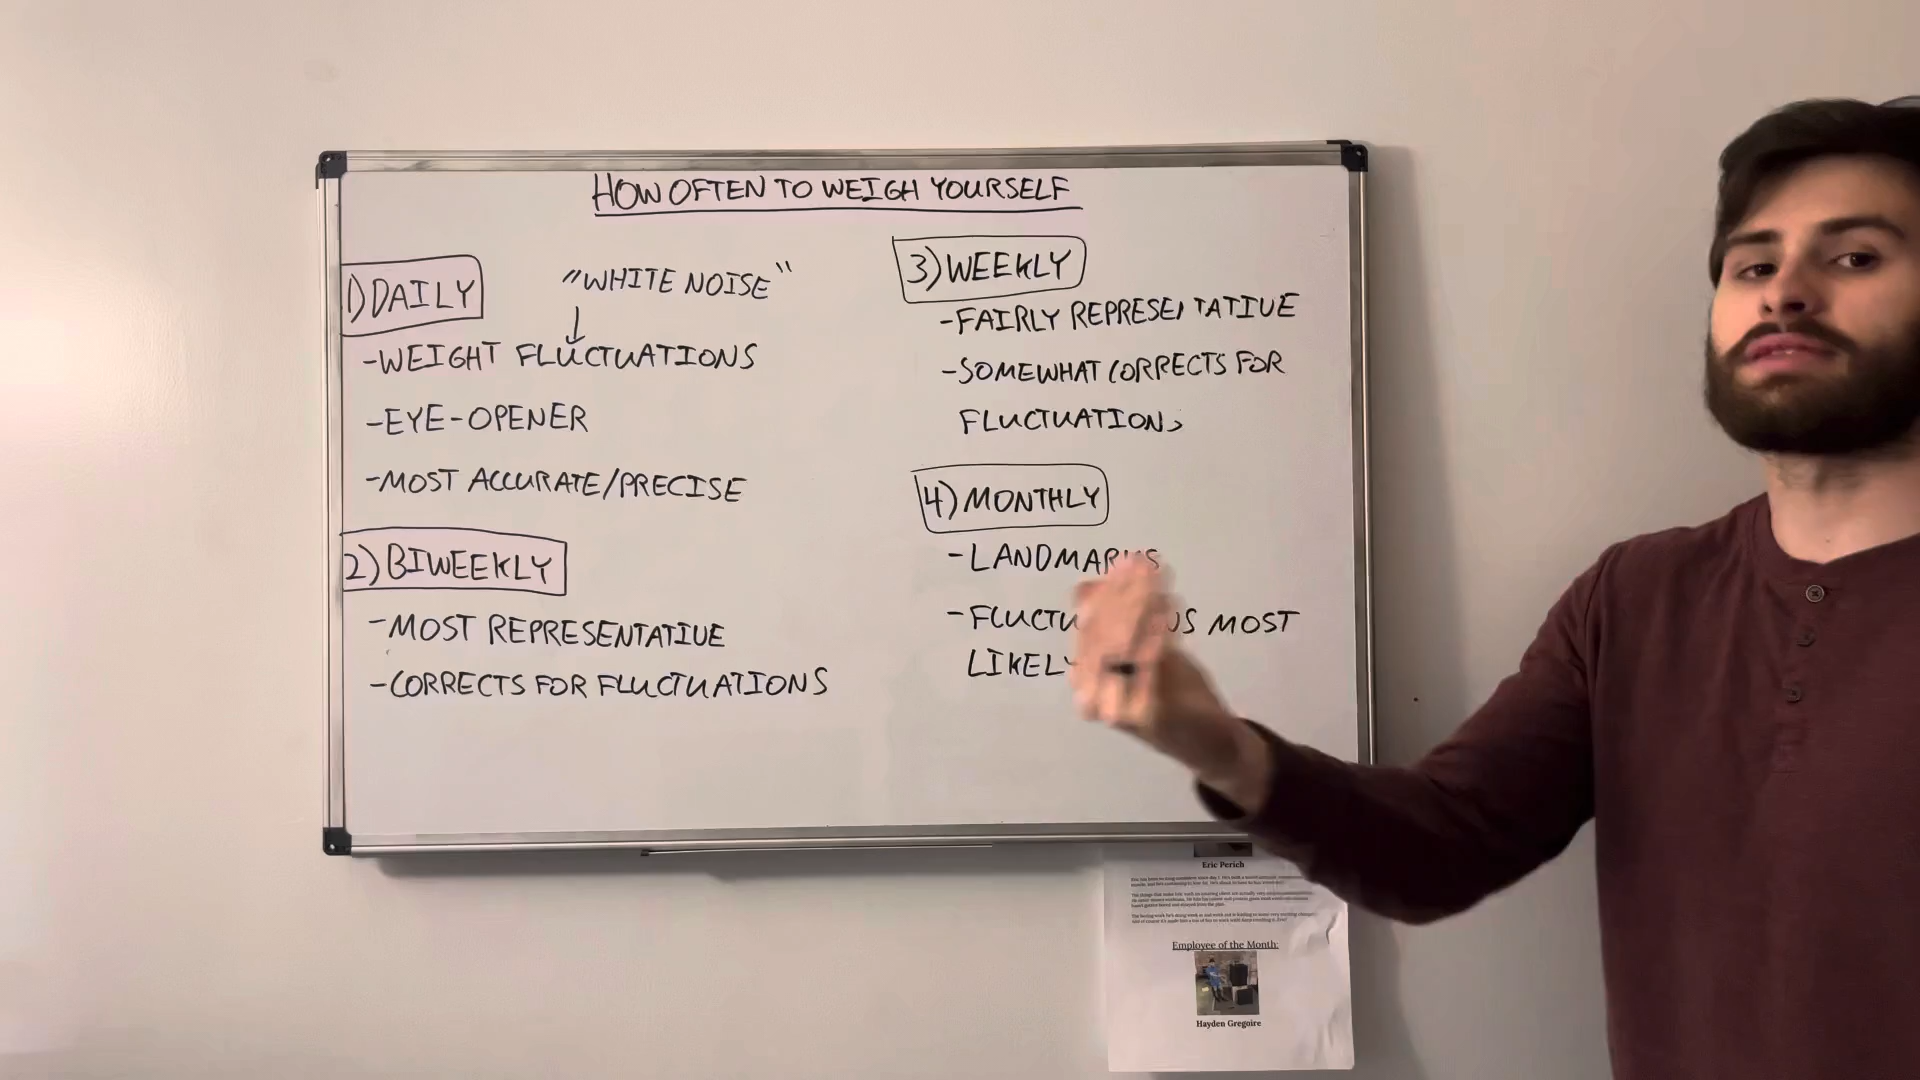 HOW OFTEN TO WEIGH YOURSELF
1) DAILY
"WHITE NOISE"
-WEIGHT FLUCTUATIONS
-EYE-OPENER
-MOST ACCURATE/PRECISE
2) BIWEEKLY
-MOST REPRESENTATIVE
-CORRECTS FOR FLUCTUATIONS
3) WEEKLY
-FAIRLY REPRESENTATIVE
-SOMEWHAT CORRECTS FOR
FLUCTUATIONS
4) MONTHLY
-LANDMARKS
- MOST
LIKELY
Eric Perich
Employee of the Month:
Hayden Gregoire